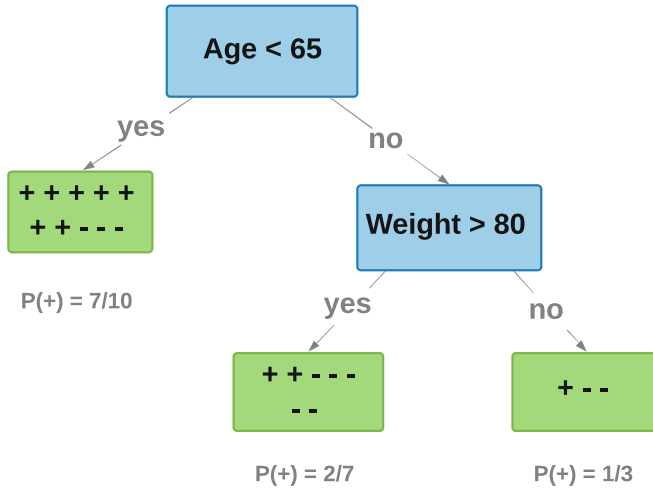 Age < 65
yes
no
+ + + + +
+ + - - -
Weight > 80
P(+) = 7/10
yes
no
+ + - - -
- -
+ - -
P(+) = 2/7
P(+) = 1/3